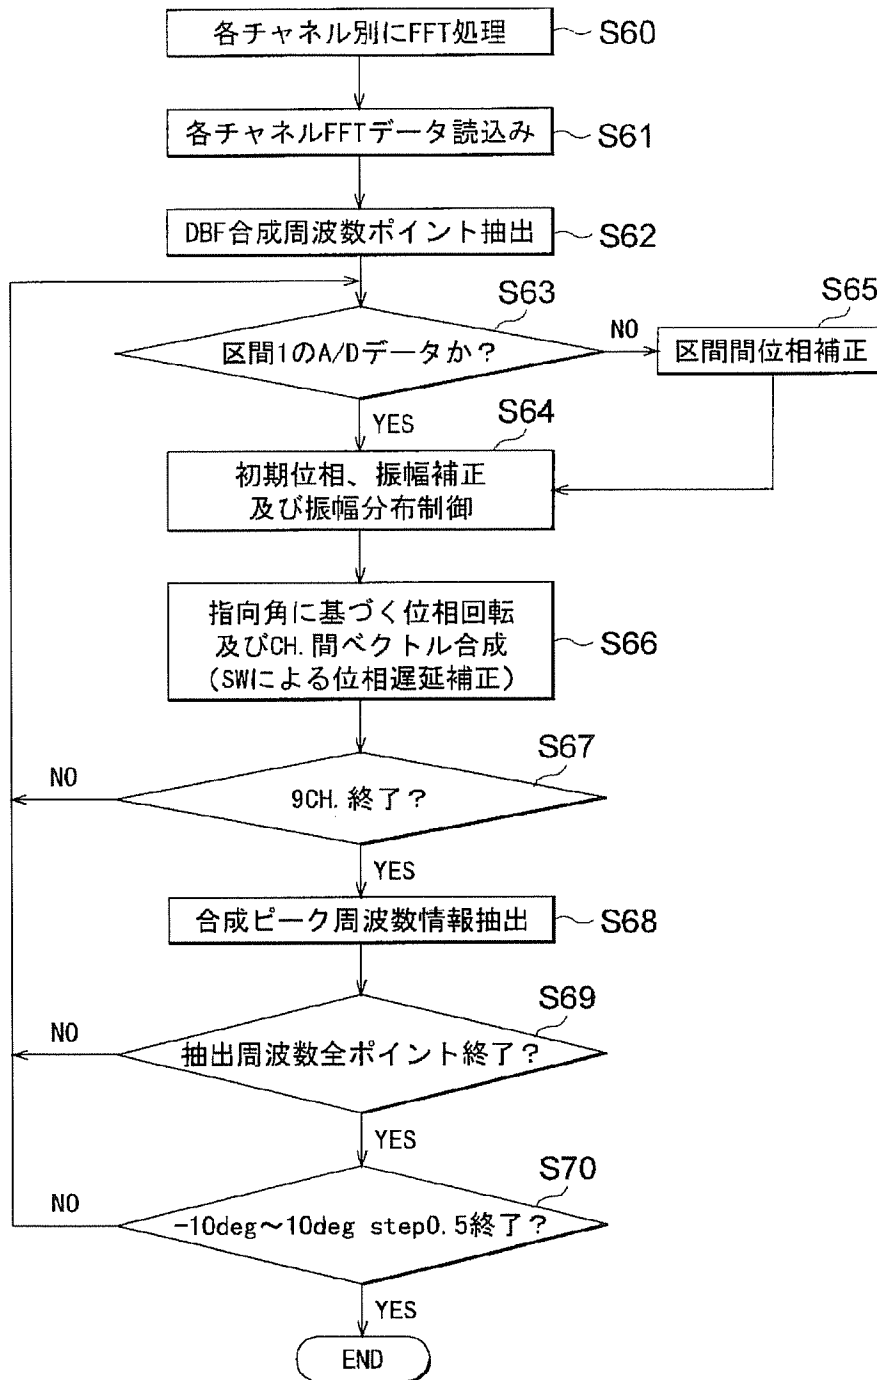 各チャネル別にFFT処理
S60
各チャネルFFTデータ読込み
S61
DBF合成周波数ポイント抽出
S62
S63
区間1のA/Dデータか?
NO
S65
区間間位相補正
YES
S64
初期位相、振幅補正
及び振幅分布制御
指向角に基づく位相回転
及びCH.間ベクトル合成
(SWによる位相遅延補正)
S66
S67
NO
9CH.終了?
YES
合成ピーク周波数情報抽出
S68
S69
NO
抽出周波数全ポイント終了?
YES
S70
NO
-10deg〜10deg step0.5終了?
YES
END